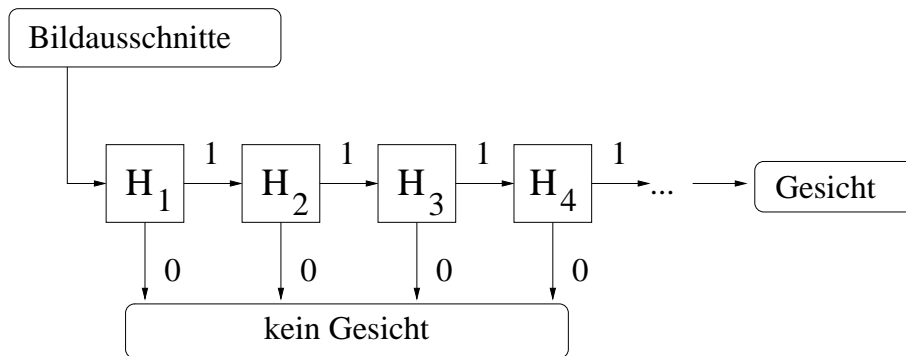 Bildausschnitte
1 1 1 1
H1 H2 H3 H4 ... Gesicht
0 0 0 0
kein Gesicht